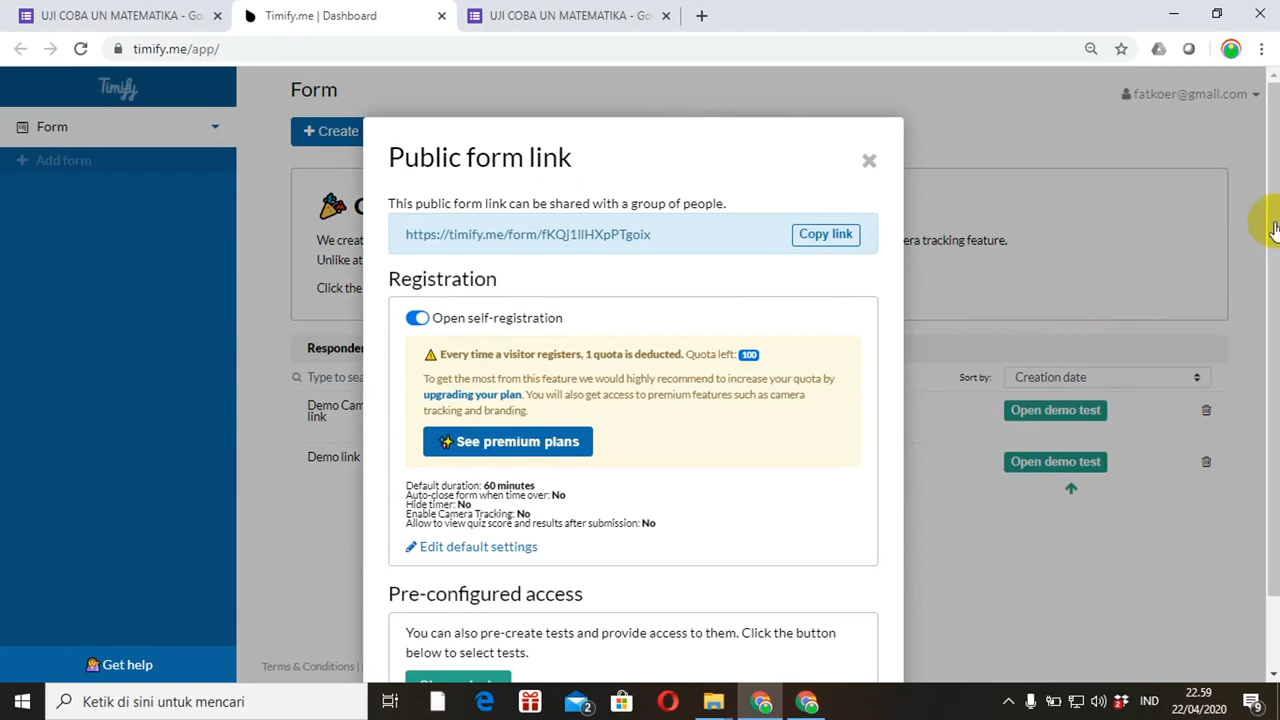 UJI COBA UN MATEMATIKA - Go
Timify.me | Dashboard
UJI COBA UN MATEMATIKA - Go
timify.me/app/
Timify
Form
fatkoer@gmail.com
Form
Create
Add form
Public form link
This public form link can be shared with a group of people.
https://timify.me/form/fKQj1llHXpPTgoix
Copy link
We crea
era tracking feature.
Unlike at
Click the
Registration
Open self-registration
Every time a visitor registers, 1 quota is deducted. Quota left: 100
To get the most from this feature we would highly recommend to increase your quota by
upgrading your plan. You will also get access to premium features such as camera
tracking and branding.
See premium plans
Default duration: 60 minutes
Auto-close form when time over: No
Hide timer: No
Enable Camera Tracking: No
Allow to view quiz score and results after submission: No
Edit default settings
Responde
Type to sea
Sort by:
Creation date
Demo Cam
link
Open demo test
Demo link
Open demo test
Pre-configured access
You can also pre-create tests and provide access to them. Click the button
below to select tests.
Get help
Terms & Conditions |
Ketik di sini untuk mencari
2
IND
22.59
22/04/2020
9